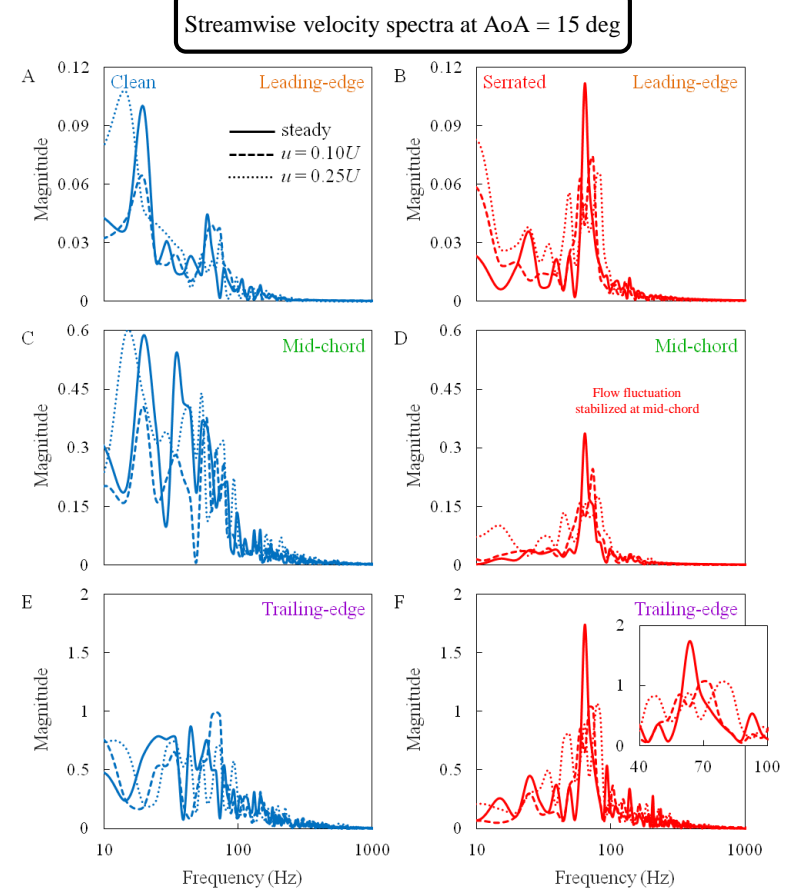 Streamwise velocity spectra at AoA = 15 deg
A
Clean
Leading-edge
steady
u = 0.10U
u = 0.25U
Magnitude
0.12
0.09
0.06
0.03
0
B
Serrated
Leading-edge
Magnitude
0.12
0.09
0.06
0.03
0
C
Mid-chord
Magnitude
0.6
0.45
0.3
0.15
0
D
Mid-chord
Flow fluctuation
stabilized at mid-chord
Magnitude
0.6
0.45
0.3
0.15
0
E
Trailing-edge
Magnitude
2
1.5
1
0.5
0
10 100 1000
Frequency (Hz)
F
Trailing-edge
Magnitude
2
1.5
1
0.5
0
2
1
0
40 70 100
10 100 1000
Frequency (Hz)